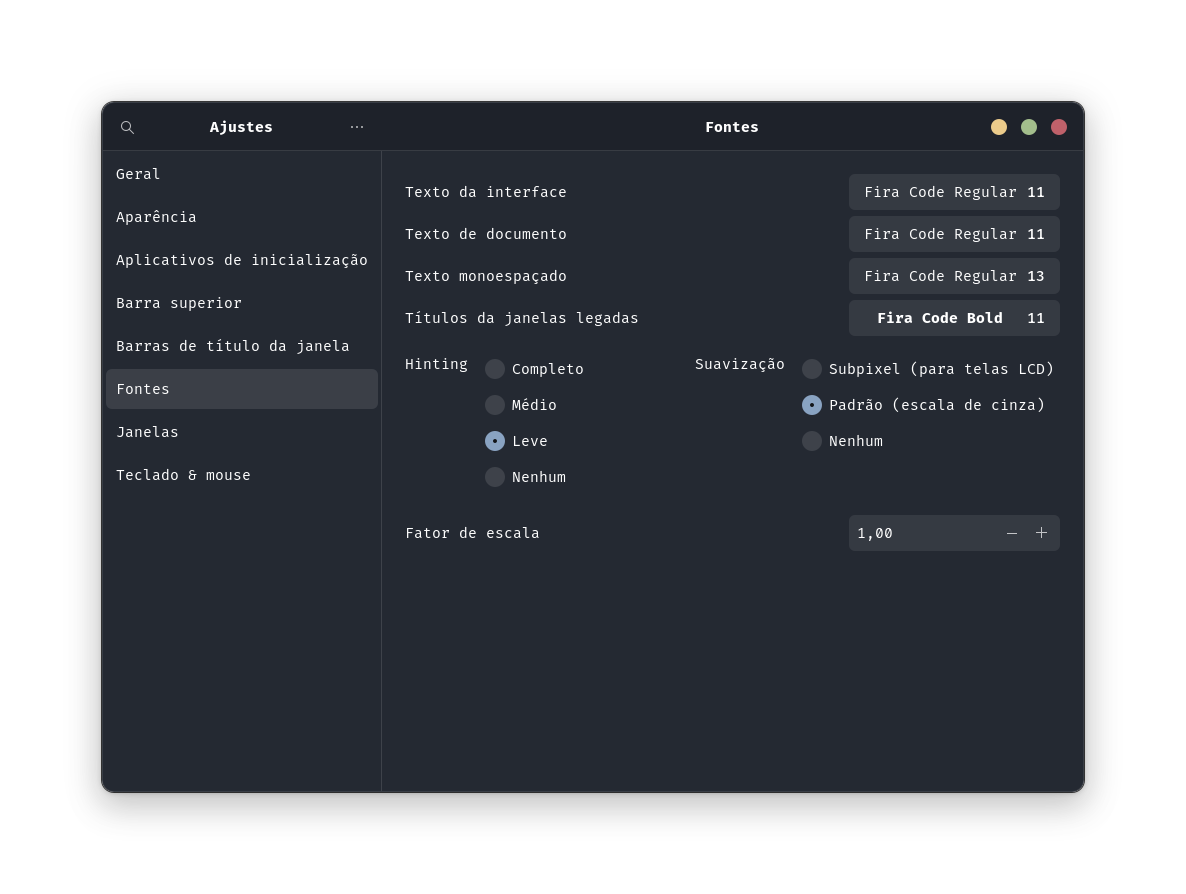 Ajustes
Fontes
Geral
Aparência
Aplicativos de inicialização
Barra superior
Barras de título da janela
Fontes
Janelas
Teclado & mouse
Texto da interface Fira Code Regular 11
Texto de documento Fira Code Regular 11
Texto monoespaçado Fira Code Regular 13
Títulos da janelas legadas Fira Code Bold 11
Hinting
Completo
Médio
Leve
Nenhum
Suavização
Subpixel (para telas LCD)
Padrão (escala de cinza)
Nenhum
Fator de escala 1,00